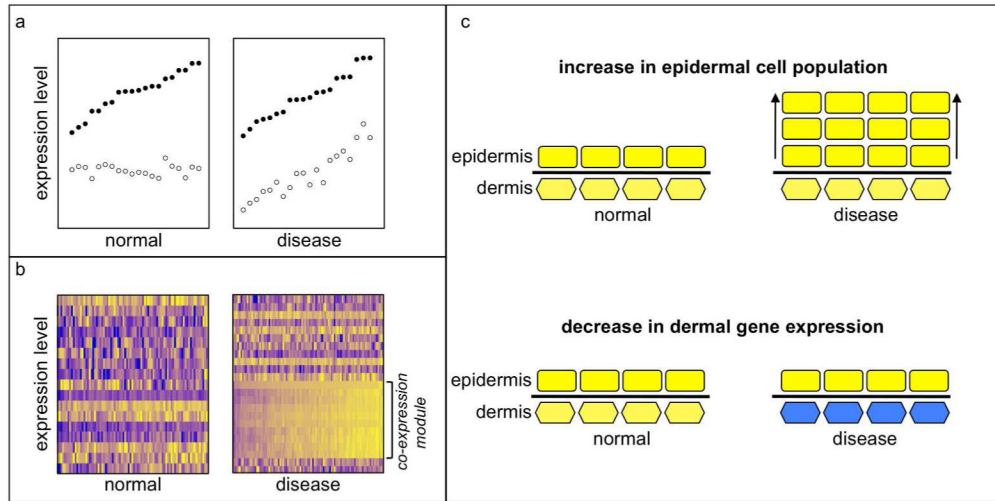 a
expression level
normal
disease
b
expression level
normal
disease
co-expression
module
c
increase in epidermal cell population
epidermis
dermis
normal
disease
decrease in dermal gene expression
epidermis
dermis
normal
disease